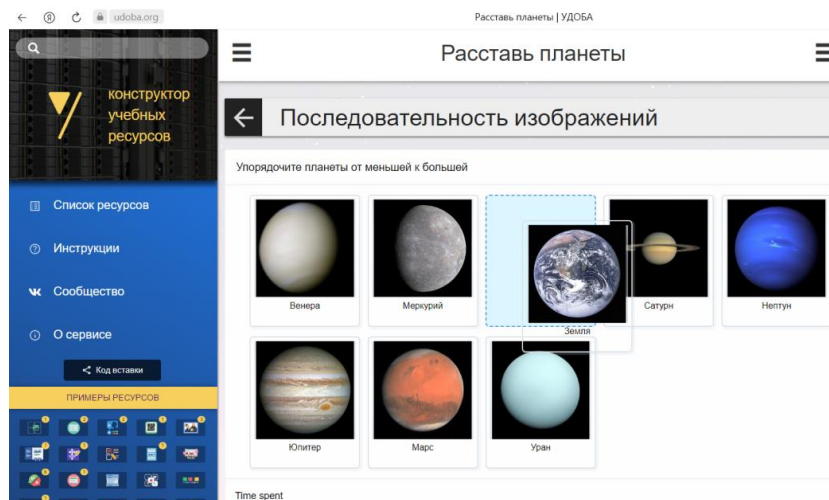 udoba.org
Расставь планеты | УДОБА
конструктор
учебных
ресурсов
Список ресурсов
Инструкции
Сообщество
О сервисе
Код вставки
ПРИМЕРЫ РЕСУРСОВ
Расставь планеты
Последовательность изображений
Упорядочите планеты от меньшей к большей
Венера
Меркурий
Земля
Сатурн
Нептун
Юпитер
Марс
Уран
Time spent